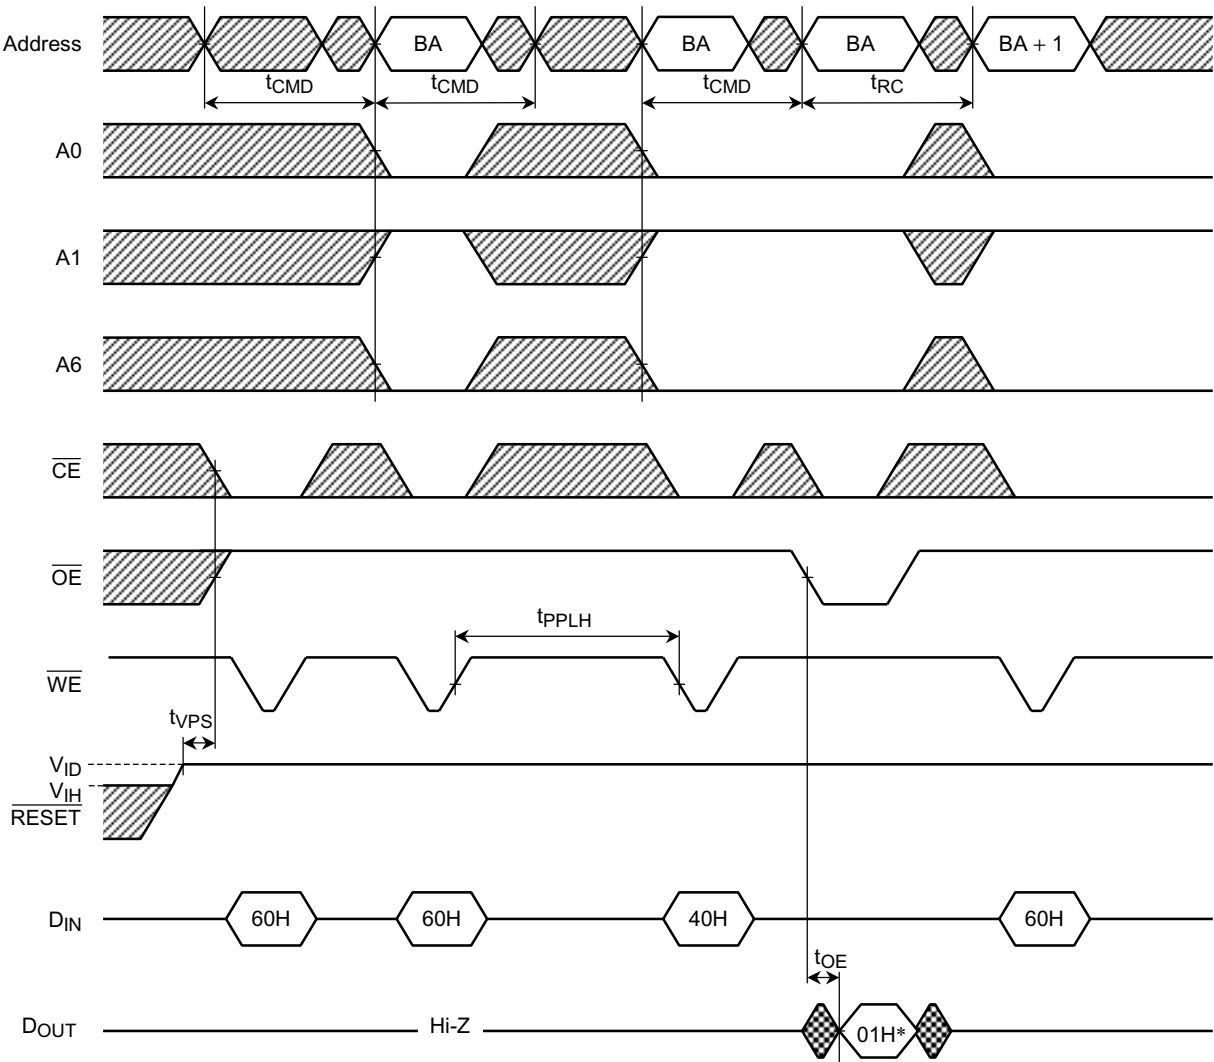 Address BA BA BA BA + 1
tCMD tCMD tCMD tRC
A0
A1
A6
CE
OE
tPPLH
WE
tVPS
VID
VIH
RESET
DIN 60H 60H 40H 60H
tOE
DOUT Hi-Z 01H*